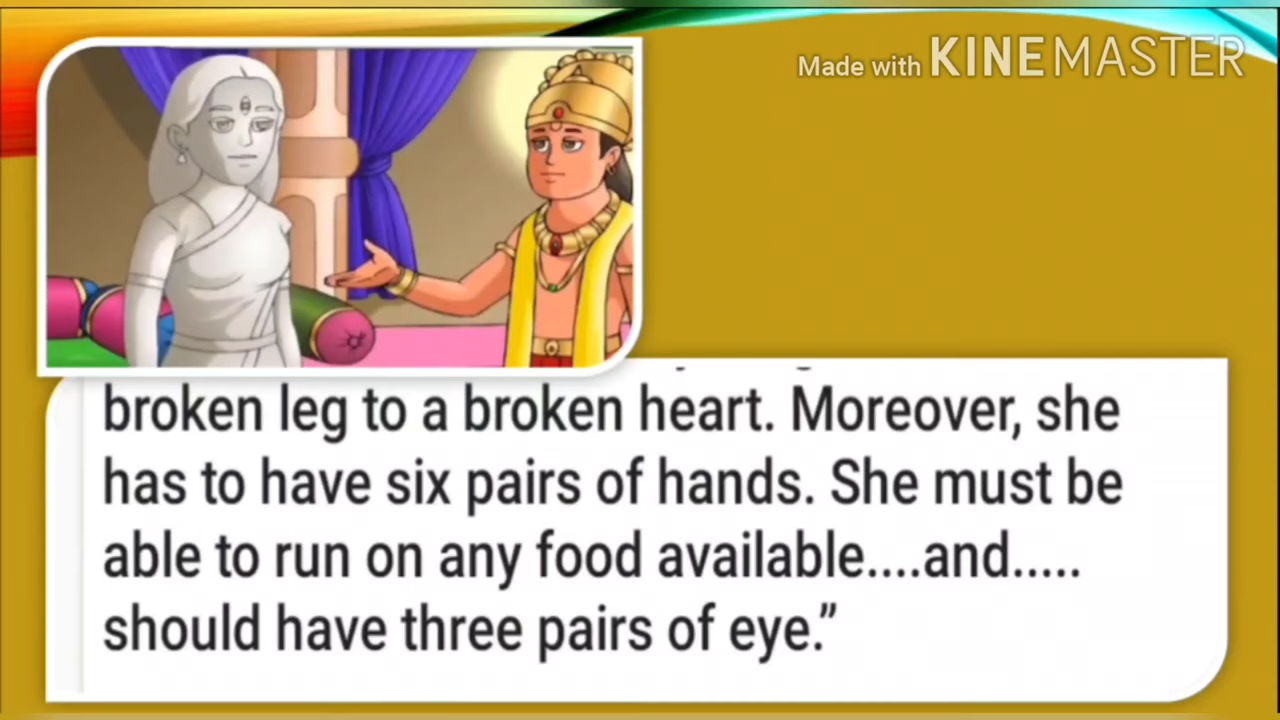 Made with KINEMASTER
broken leg to a broken heart. Moreover, she
has to have six pairs of hands. She must be
able to run on any food available....and.....
should have three pairs of eye.”